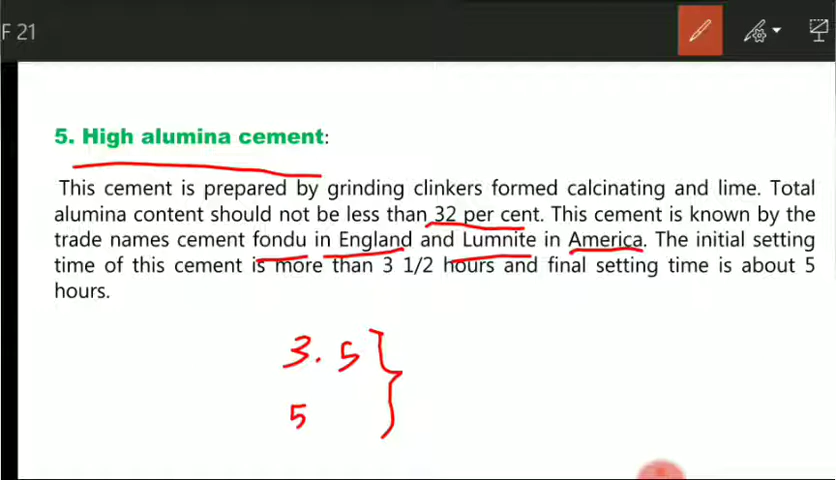 F 21
5. High alumina cement:
This cement is prepared by grinding clinkers formed calcinating and lime. Total
alumina content should not be less than 32 per cent. This cement is known by the
trade names cement fondu in England and Lumnite in America. The initial setting
time of this cement is more than 3 1/2 hours and final setting time is about 5
hours.
3.5
5